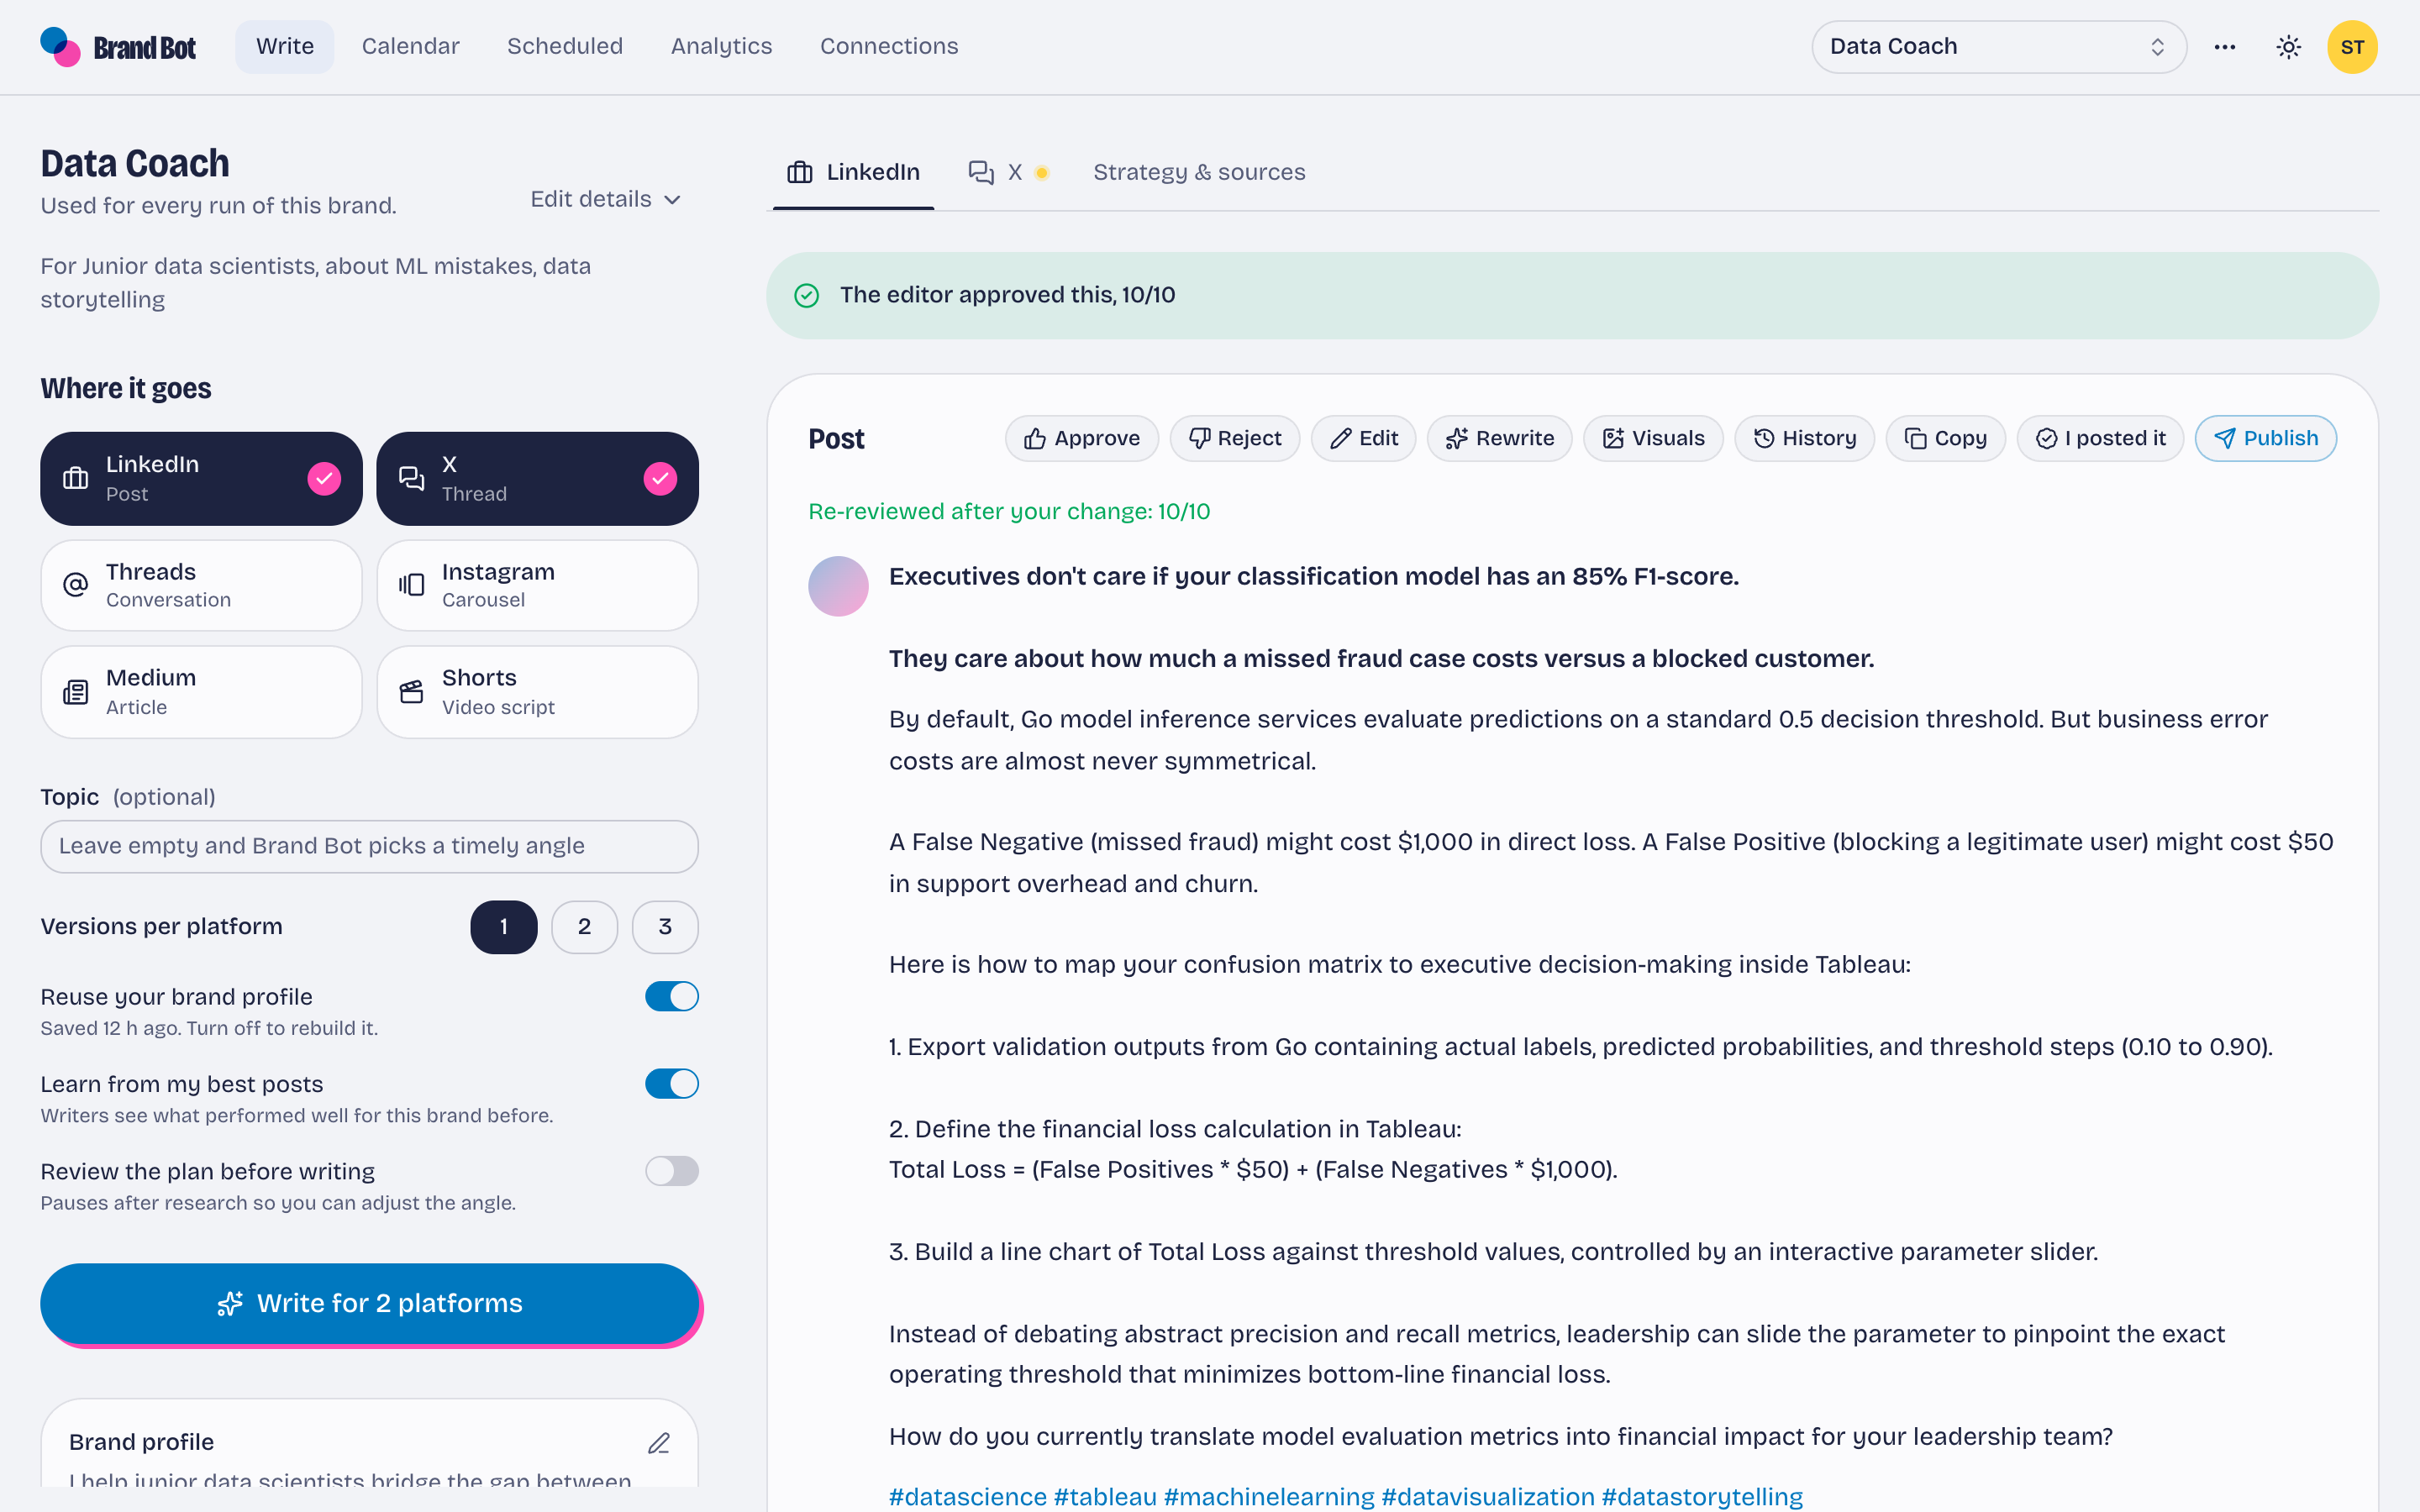 Brand Bot
Write
Calendar
Scheduled
Analytics
Connections
Data Coach
ST
Data Coach
Used for every run of this brand.
Edit details
For Junior data scientists, about ML mistakes, data
storytelling
Where it goes
LinkedIn
Post
X
Thread
Threads
Conversation
Instagram
Carousel
Medium
Article
Shorts
Video script
Topic (optional)
Leave empty and Brand Bot picks a timely angle
Versions per platform
1
2
3
Reuse your brand profile
Saved 12 h ago. Turn off to rebuild it.
Learn from my best posts
Writers see what performed well for this brand before.
Review the plan before writing
Pauses after research so you can adjust the angle.
Write for 2 platforms
Brand profile
I help junior data scientists bridge the gap between
LinkedIn
X
Strategy & sources
The editor approved this, 10/10
Post
Approve
Reject
Edit
Rewrite
Visuals
History
Copy
I posted it
Publish
Re-reviewed after your change: 10/10
Executives don't care if your classification model has an 85% F1-score.
They care about how much a missed fraud case costs versus a blocked customer.
By default, Go model inference services evaluate predictions on a standard 0.5 decision threshold. But business error
costs are almost never symmetrical.
A False Negative (missed fraud) might cost $1,000 in direct loss. A False Positive (blocking a legitimate user) might cost $50
in support overhead and churn.
Here is how to map your confusion matrix to executive decision-making inside Tableau:
1. Export validation outputs from Go containing actual labels, predicted probabilities, and threshold steps (0.10 to 0.90).
2. Define the financial loss calculation in Tableau:
Total Loss = (False Positives * $50) + (False Negatives * $1,000).
3. Build a line chart of Total Loss against threshold values, controlled by an interactive parameter slider.
Instead of debating abstract precision and recall metrics, leadership can slide the parameter to pinpoint the exact
operating threshold that minimizes bottom-line financial loss.
How do you currently translate model evaluation metrics into financial impact for your leadership team?
#datascience #tableau #machinelearning #datavisualization #datastorytelling